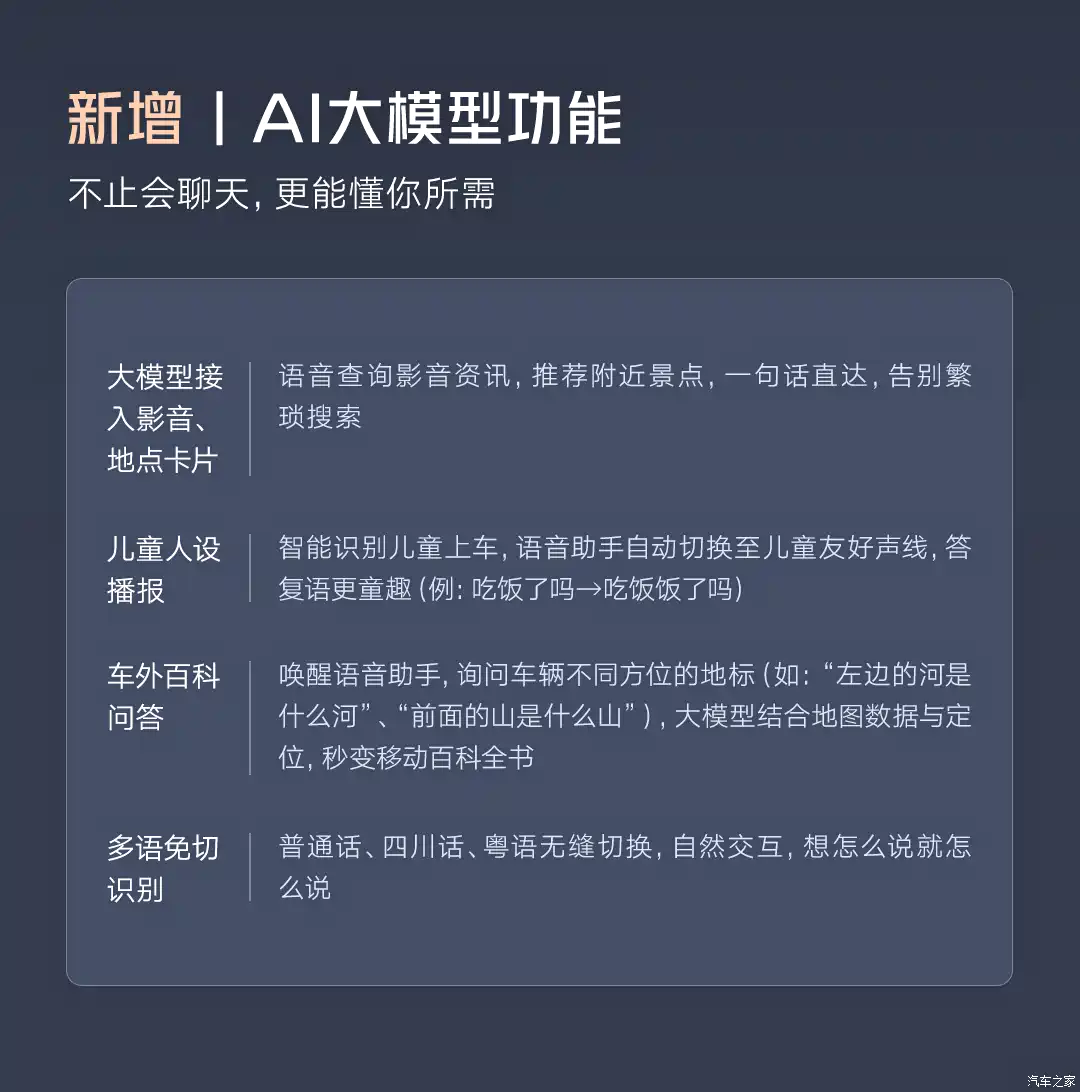 新增 | AI大模型功能
不止会聊天, 更能懂你所需
大模型接
入影音、
地点卡片
语音查询影音资讯, 推荐附近景点, 一句话直达, 告别繁
琐搜索
儿童人设
播报
智能识别儿童上车, 语音助手自动切换至儿童友好声线, 答
复语更童趣 (例: 吃饭了吗→吃饭饭了吗)
车外百科
问答
唤醒语音助手, 询问车辆不同方位的地标 (如: “左边的河是
什么河” 、“前面的山是什么山” ) , 大模型结合地图数据与定
位, 秒变移动百科全书
多语免切
识别
普通话、四川话、粤语无缝切换, 自然交互, 想怎么说就怎
么说
汽车之家